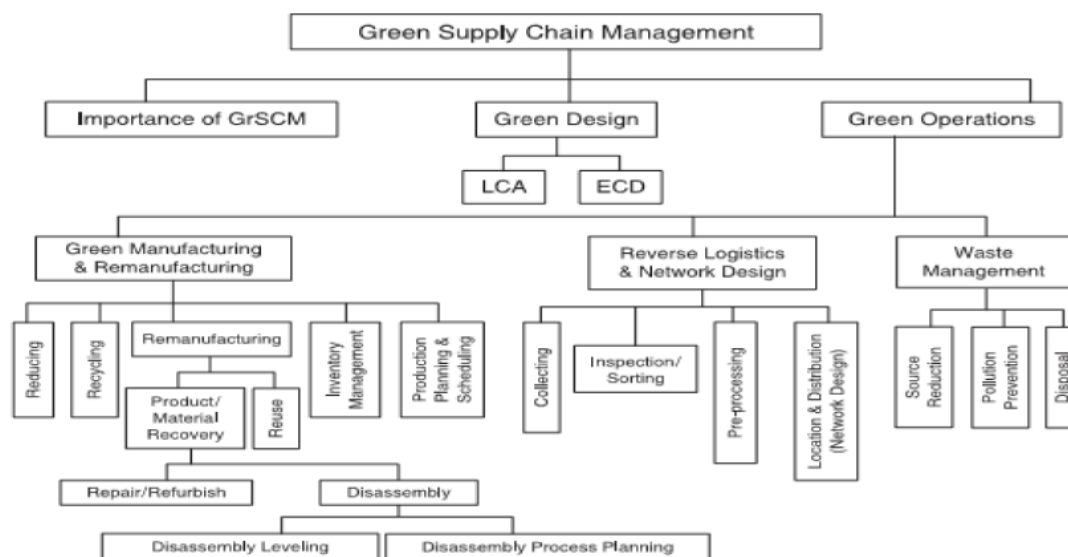 Green Supply Chain Management
Importance of GrSCM
Green Design
Green Operations
LCA
ECD
Green Manufacturing
& Remanufacturing
Reverse Logistics
& Network Design
Waste
Management
Reducing
Recycling
Remanufacturing
Inventory
Management
Production
Planning &
Scheduling
Collecting
Inspection/
Sorting
Pre-processing
Location & Distribution
(Network Design)
Source
Reduction
Pollution
Prevention
Disposal
Product/
Material
Recovery
Reuse
Repair/Refurbish
Disassembly
Disassembly Leveling
Disassembly Process Planning